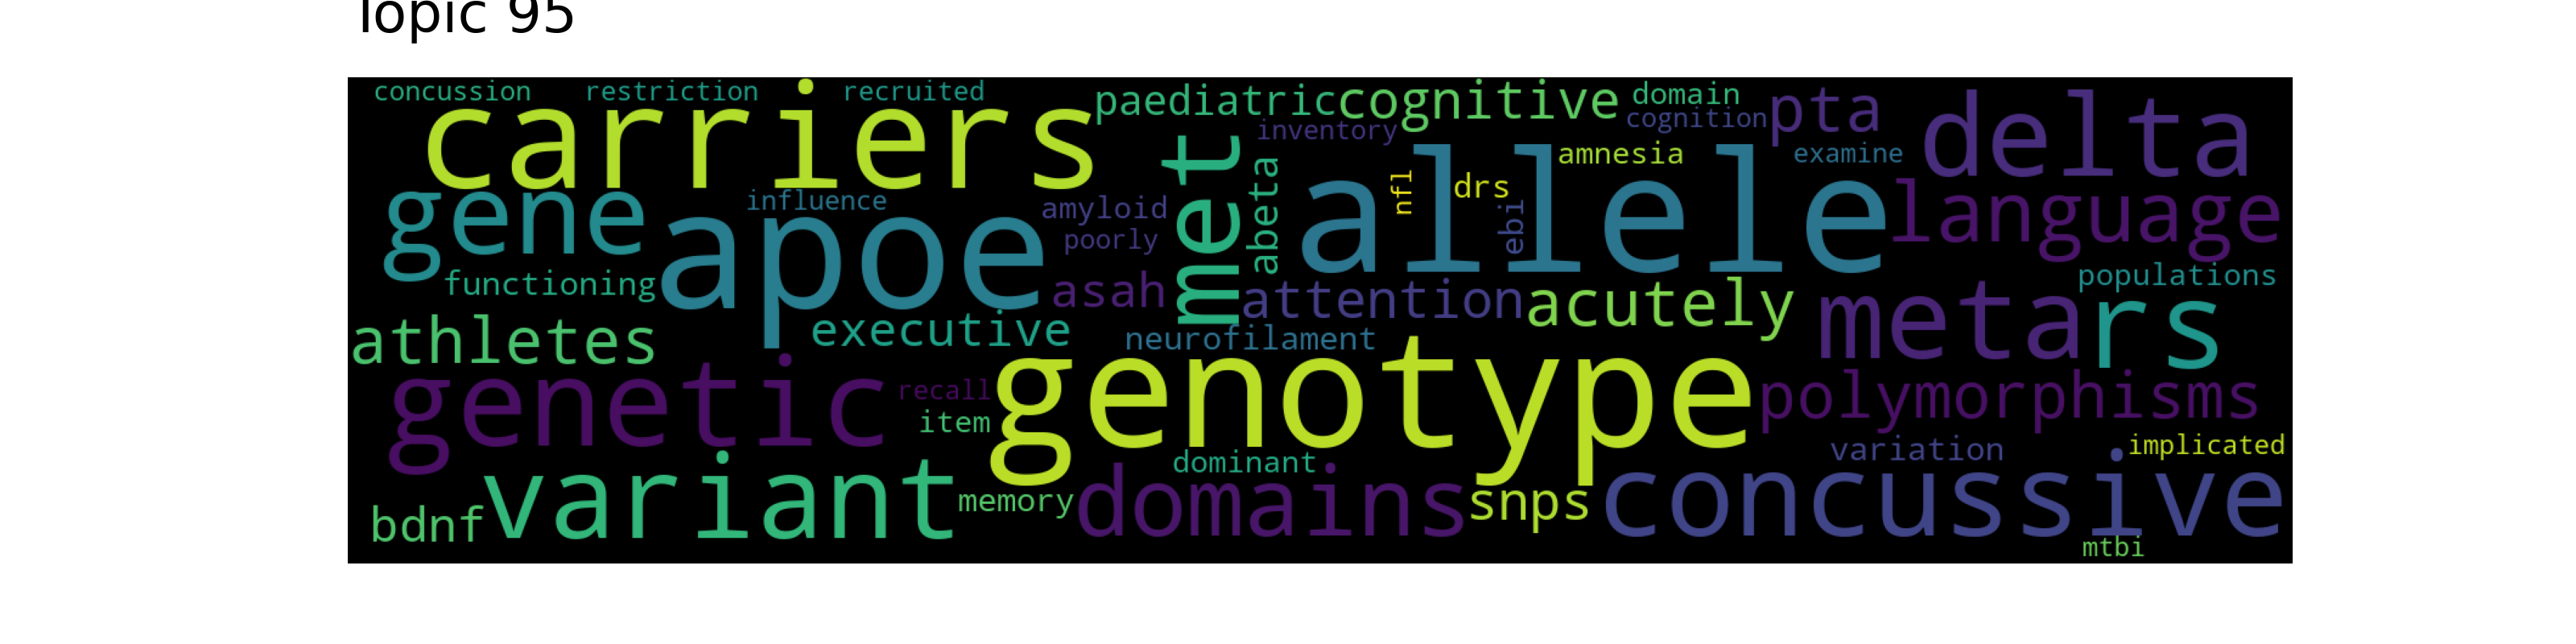 Topic 95
concussion restriction recruited
carriers
paediatric cognitive domain
cognition pta delta
inventory
met abeta
allele
nfl drs ebi amnesia examine
language
gene influence
apoe
amyloid
poorly
functioning asah attention acutely
populations
meta rs
athletes executive neurofilament
genetic recall
item
genotype
polymorphisms
variation implicated
bdnf variant memory dominant
domains snps concussive
mtbi